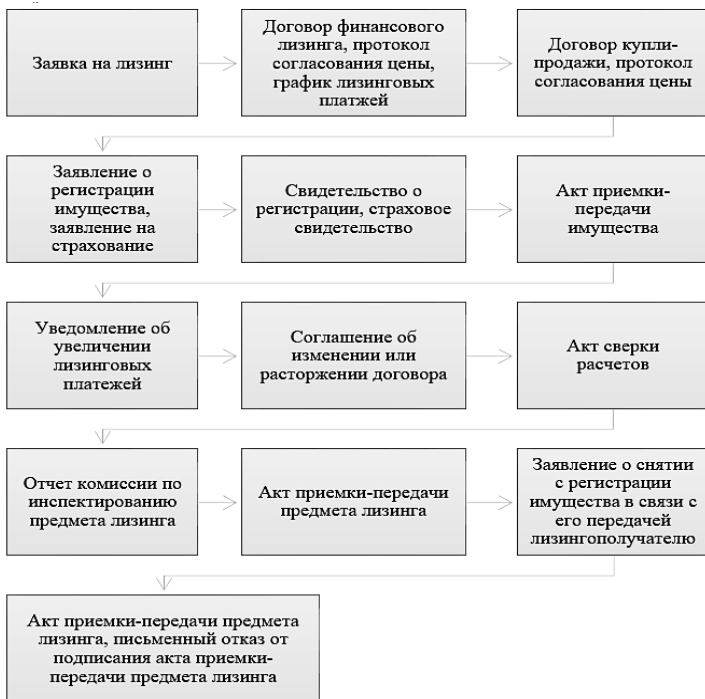 Заявка на лизинг
Договор финансового
лизинга, протокол
согласования цены,
график лизинговых
платжей
Договор купли-
продажи, протокол
согласования цены
Заявление о
регистрации
имущества,
заявление на
страхование
Свидетельство о
регистрации, страховое
свидетельство
Акт приемки-
передачи
имущества
Уведомление об
увеличении
лизинговых
платежей
Соглашение об
изменении или
расторжении договора
Акт сверки
расчетов
Отчет комиссии по
инспектированию
предмета лизинга
Акт приемки-передачи
предмета лизинга
Заявление о снятии
с регистрации
имущества в связи с
его передачей
лизингополучателю
Акт приемки-передачи предмета
лизинга, письменный отказ от
подписания акта приемки-
передачи предмета лизинга